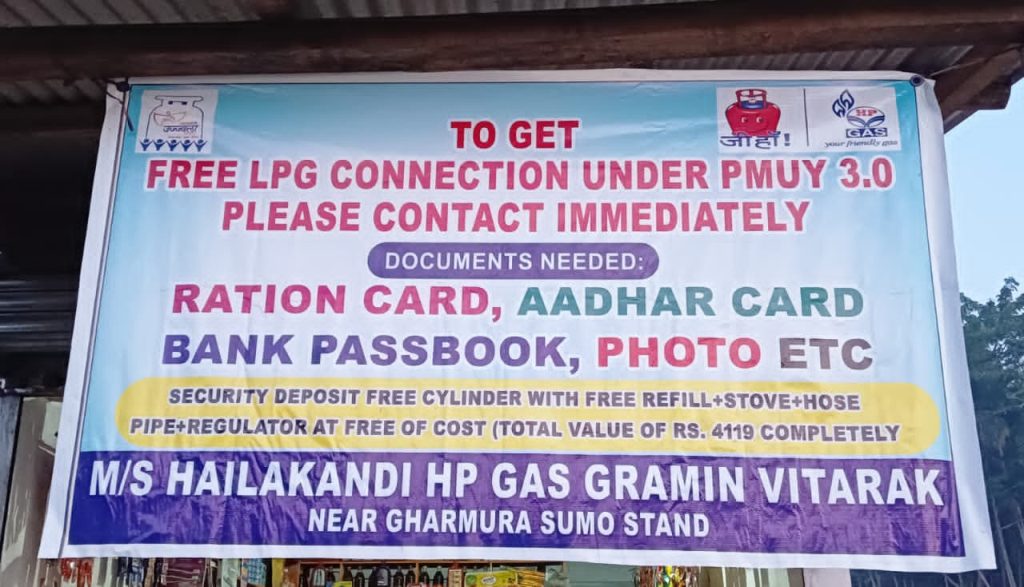 उज्ज्वला
जी हाँ!
HP
GAS
your friendly gas
TO GET
FREE LPG CONNECTION UNDER PMUY 3.0
PLEASE CONTACT IMMEDIATELY
DOCUMENTS NEEDED:
RATION CARD, AADHAR CARD
BANK PASSBOOK, PHOTO ETC
SECURITY DEPOSIT FREE CYLINDER WITH FREE REFILL+STOVE+HOSE
PIPE+REGULATOR AT FREE OF COST (TOTAL VALUE OF RS. 4119 COMPLETELY
M/S HAILAKANDI HP GAS GRAMIN VITARAK
NEAR GHARMURA SUMO STAND